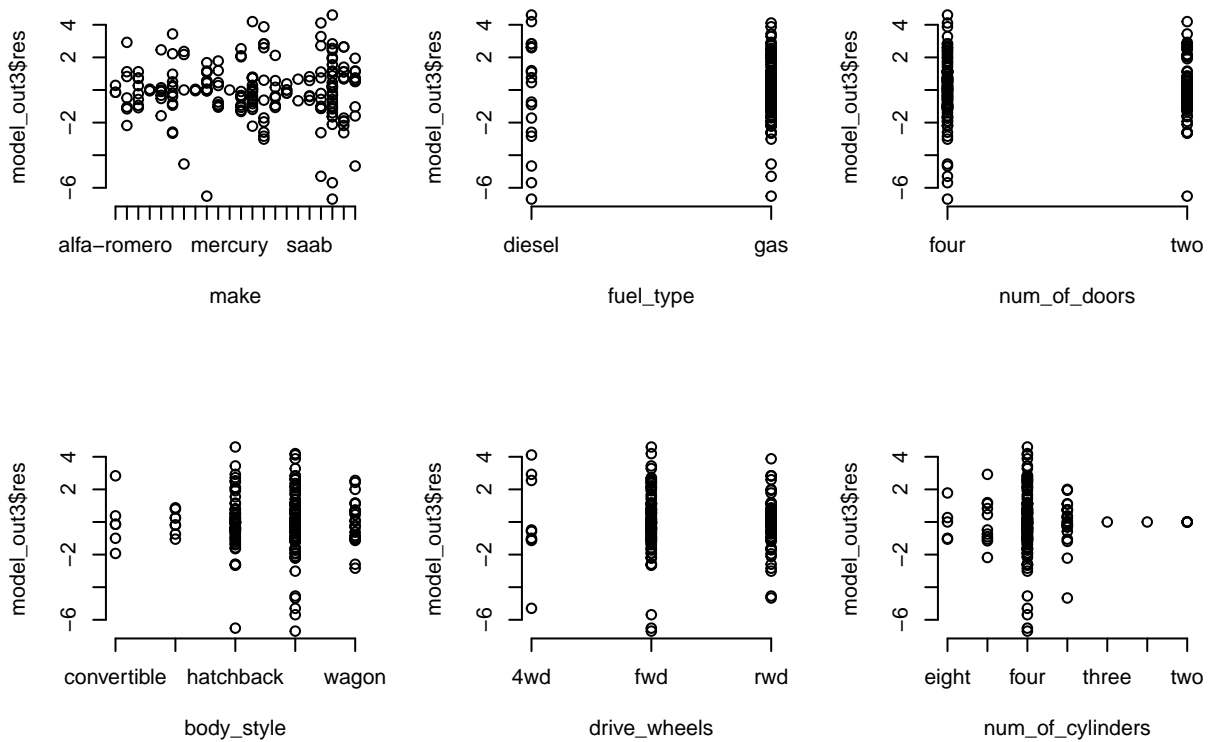 model_out3$res
4
2
−2
−6
alfa−romero mercury saab
make
model_out3$res
4
2
−2
−6
diesel gas
fuel_type
model_out3$res
4
2
−2
−6
four two
num_of_doors
model_out3$res
4
2
−2
−6
convertible hatchback wagon
body_style
model_out3$res
4
2
−2
−6
4wd fwd rwd
drive_wheels
model_out3$res
4
2
−2
−6
eight four three two
num_of_cylinders